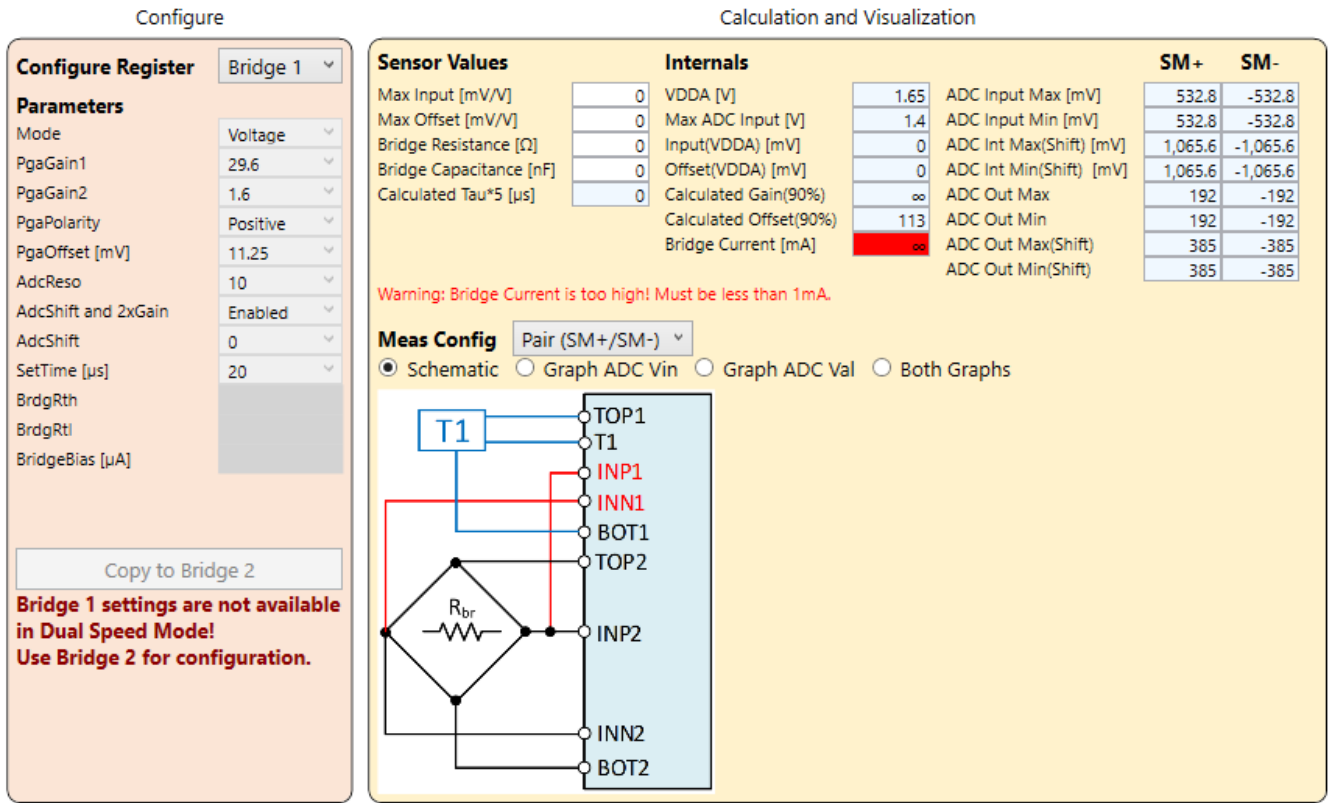 Configure
Calculation and Visualization
Configure Register Bridge 1
Parameters
Mode Voltage
PgaGain1 29.6
PgaGain2 1.6
PgaPolarity Positive
PgaOffset [mV] 11.25
AdcReso 10
AdcShift and 2xGain Enabled
AdcShift 0
SetTime [µs] 20
BrdgRth
BrdgRtl
BridgeBias [µA]
Copy to Bridge 2
Bridge 1 settings are not available
in Dual Speed Mode!
Use Bridge 2 for configuration.
Sensor Values
Max Input [mV/V] 0
Max Offset [mV/V] 0
Bridge Resistance [Ω] 0
Bridge Capacitance [nF] 0
Calculated Tau*5 [µs] 0
Internals
VDDA [V] 1.65
Max ADC Input [V] 1.4
Input(VDDA) [mV] 0
Offset(VDDA) [mV] 0
Calculated Gain(90%) ∞
Calculated Offset(90%) 113
Bridge Current [mA] ∞
SM+ SM-
ADC Input Max [mV] 532.8 -532.8
ADC Input Min [mV] 532.8 -532.8
ADC Int Max(Shift) [mV] 1,065.6 -1,065.6
ADC Int Min(Shift) [mV] 1,065.6 -1,065.6
ADC Out Max 192 -192
ADC Out Min 192 -192
ADC Out Max(Shift) 385 -385
ADC Out Min(Shift) 385 -385
Warning: Bridge Current is too high! Must be less than 1mA.
Meas Config Pair (SM+/SM-)
Schematic Graph ADC Vin Graph ADC Val Both Graphs
T1
TOP1
T1
INP1
INN1
BOT1
TOP2
Rbr
INP2
INN2
BOT2